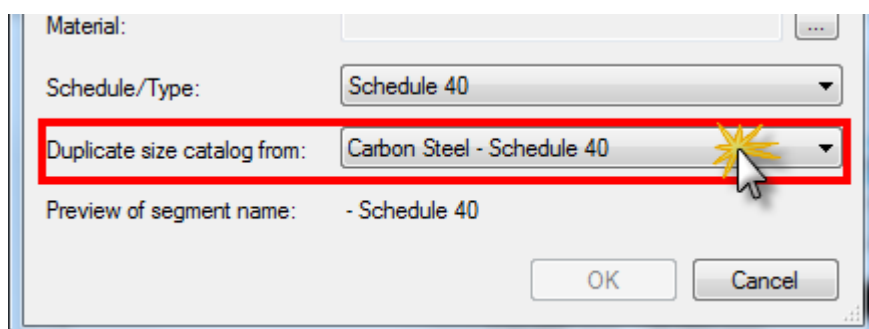 Material:
...
Schedule/Type: Schedule 40
Duplicate size catalog from: Carbon Steel - Schedule 40
Preview of segment name: - Schedule 40
OK Cancel